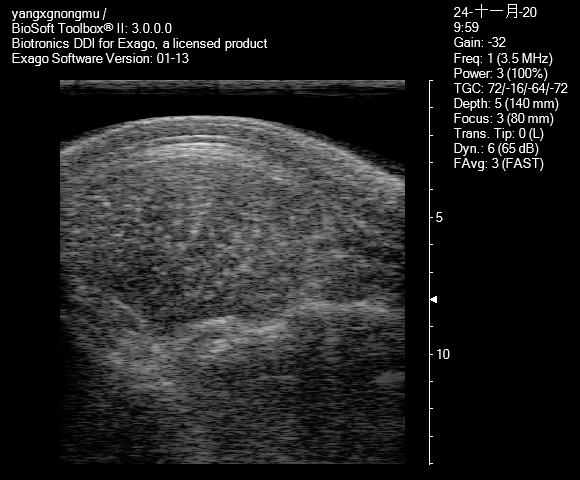 yangxgnongmu /
BioSoft Toolbox® II: 3.0.0.0
Biotronics DDI for Exago, a licensed product
Exago Software Version: 01-13
24-十一月-20
9:59
Gain: -32
Freq: 1 (3.5 MHz)
Power: 3 (100%)
TGC: 72/-16/-64/-72
Depth: 5 (140 mm)
Focus: 3 (80 mm)
Trans. Tip: 0 (L)
Dyn.: 6 (65 dB)
FAvg: 3 (FAST)
5
10